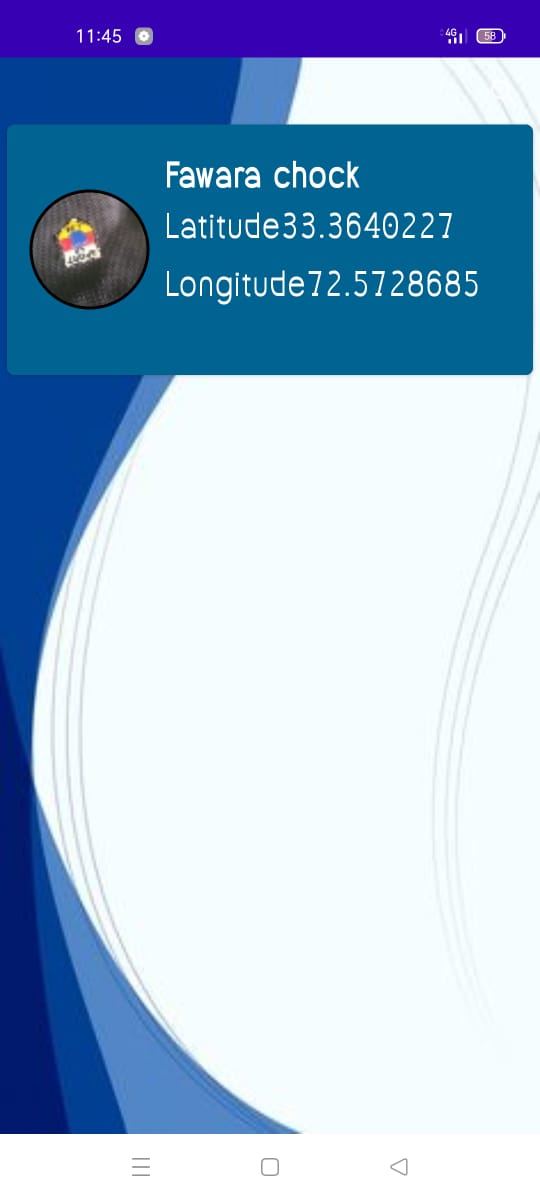 11:45
4G
58
Fawara chock
Latitude33.3640227
Longitude72.5728685